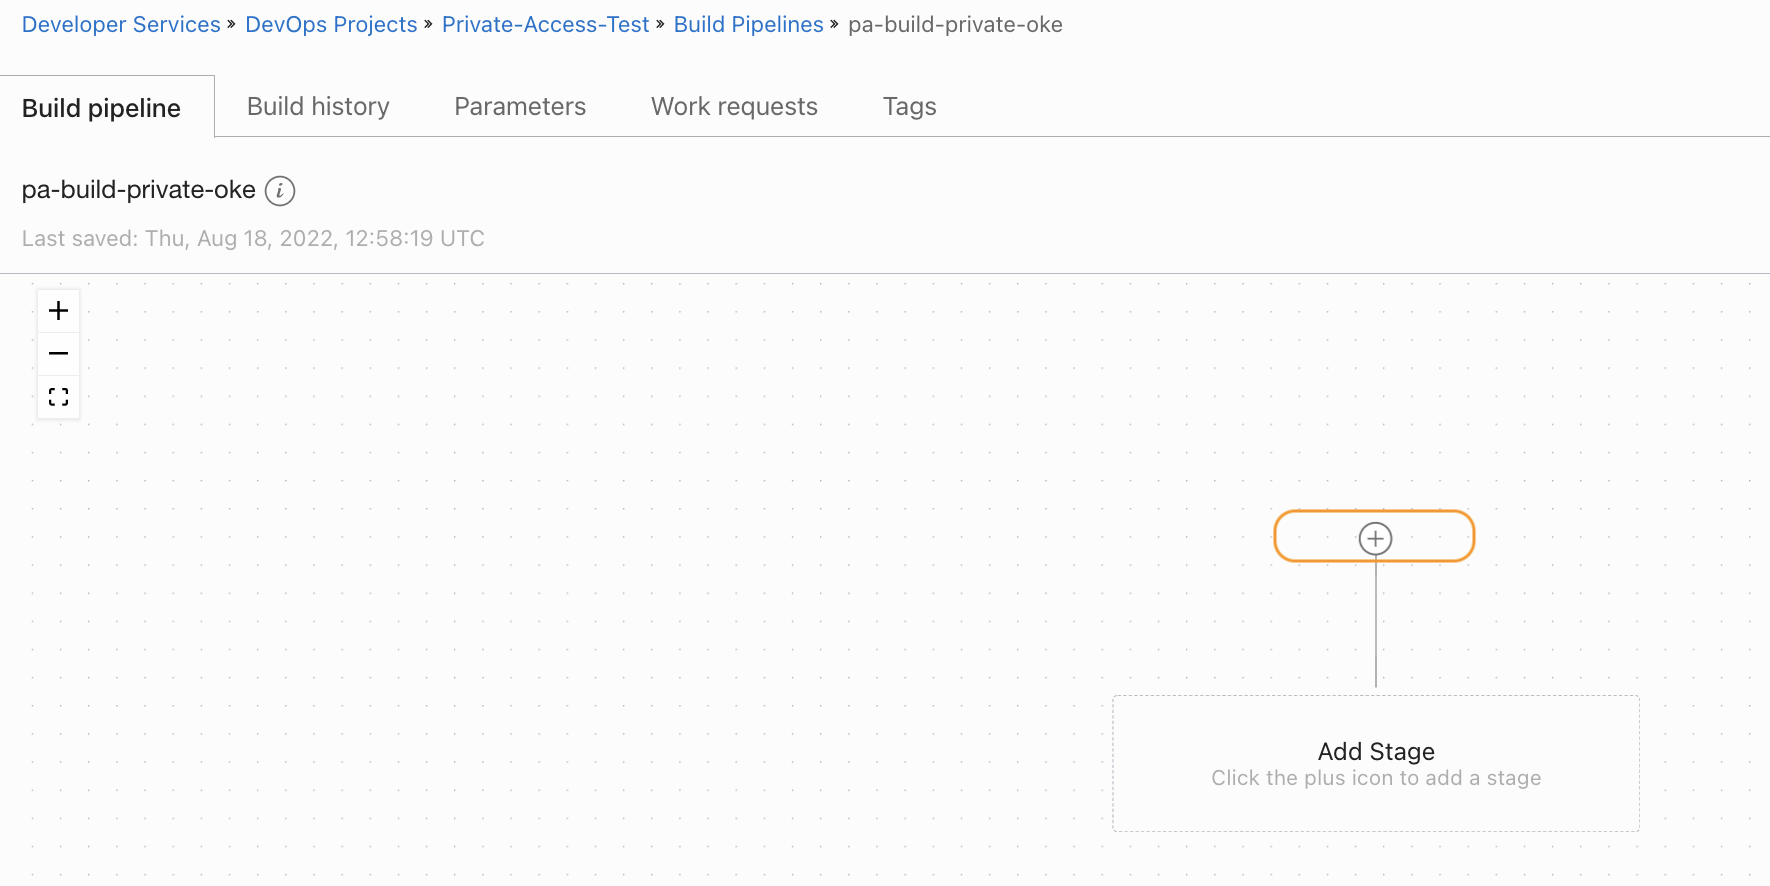 Developer Services » DevOps Projects » Private-Access-Test » Build Pipelines » pa-build-private-oke
Build pipeline Build history Parameters Work requests Tags
pa-build-private-oke i
Last saved: Thu, Aug 18, 2022, 12:58:19 UTC
Add Stage
Click the plus icon to add a stage